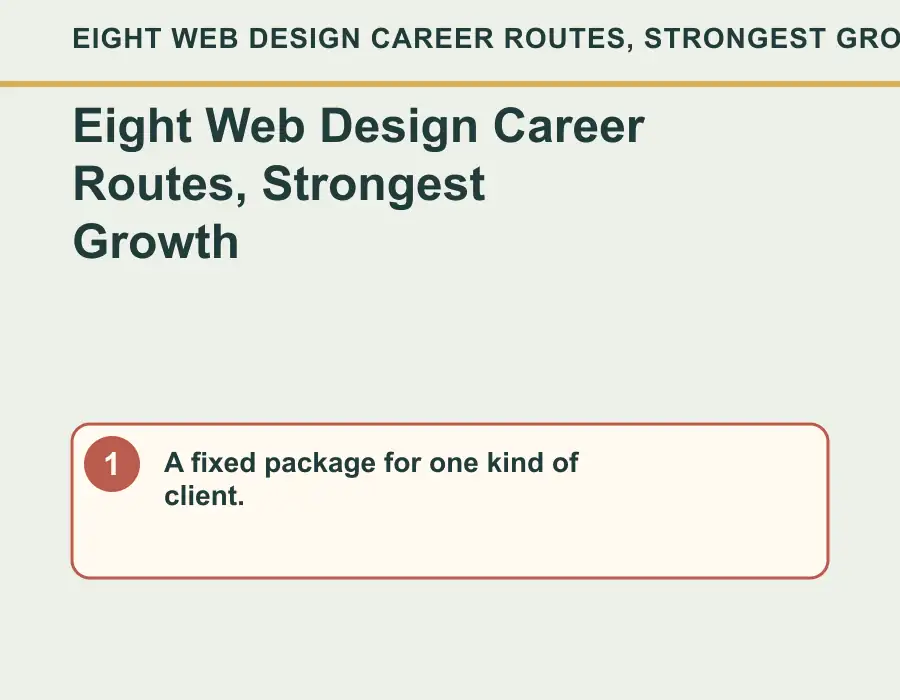 EIGHT WEB DESIGN CAREER ROUTES, STRONGEST GRO
Eight Web Design Career
Routes, Strongest
Growth
1
A fixed package for one kind of
client.